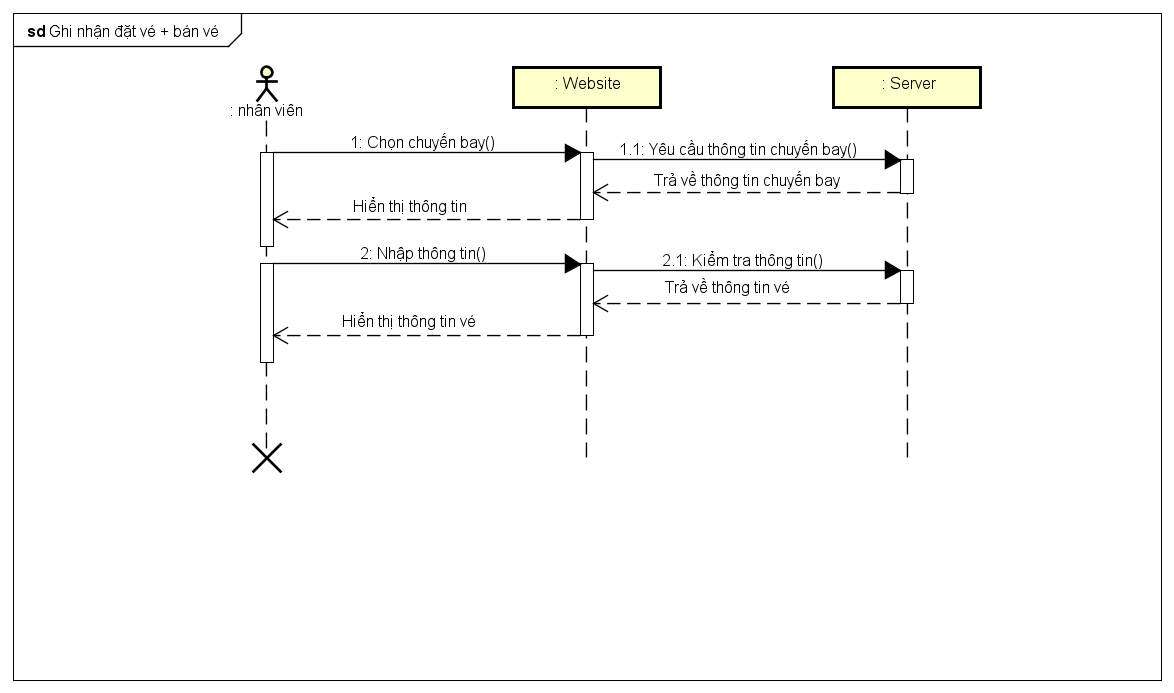 sd Ghi nhận đặt vé + bán vé
: nhân viên
: Website
: Server
1: Chọn chuyến bay()
1.1: Yêu cầu thông tin chuyến bay()
Trả về thông tin chuyến bay
Hiển thị thông tin
2: Nhập thông tin()
2.1: Kiểm tra thông tin()
Trả về thông tin vé
Hiển thị thông tin vé